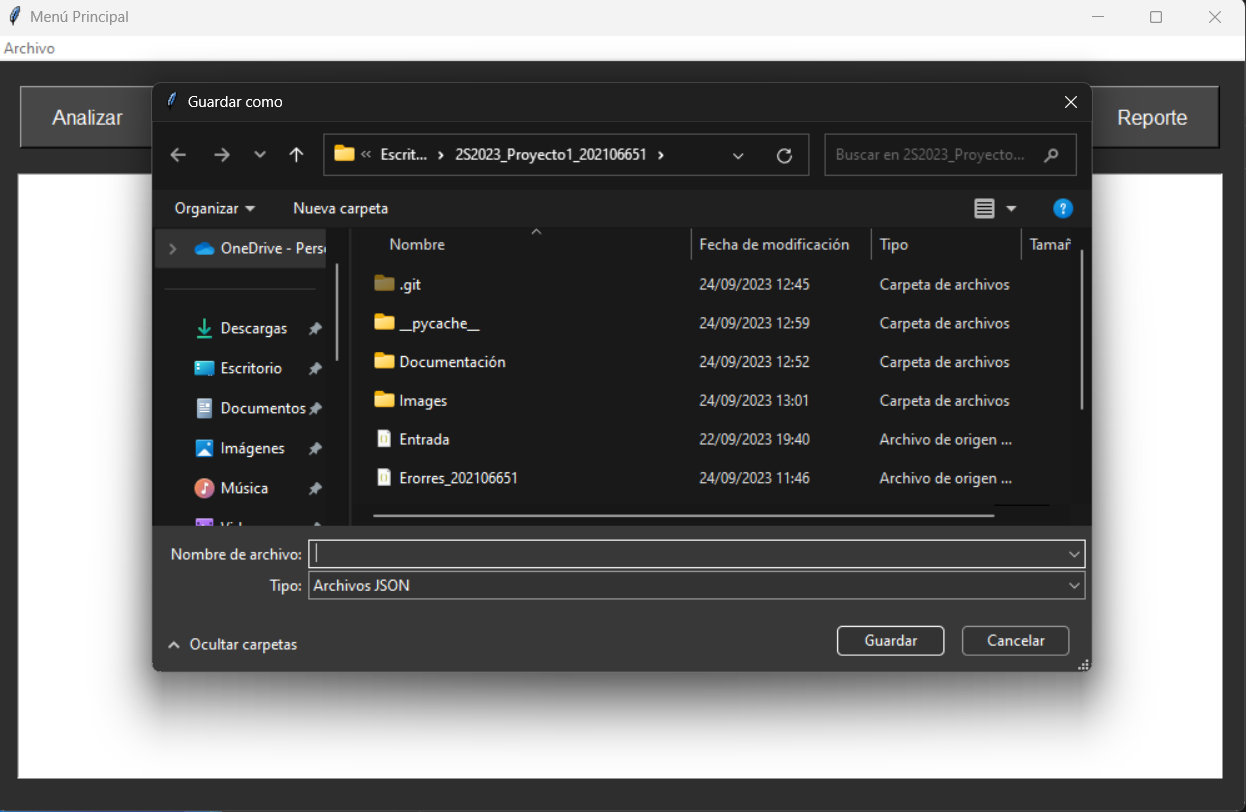 Menú Principal
Archivo
Analizar
Reporte
Guardar como
« Escrit... › 2S2023_Proyecto1_202106651 ›
Buscar en 2S2023_Proyecto...
Organizar
Nueva carpeta
?
OneDrive - Pers
Descargas
Escritorio
Documentos
Imágenes
Música
Nombre Fecha de modificación Tipo Tamañ
.git 24/09/2023 12:45 Carpeta de archivos
__pycache__ 24/09/2023 12:59 Carpeta de archivos
Documentación 24/09/2023 12:52 Carpeta de archivos
Images 24/09/2023 13:01 Carpeta de archivos
Entrada 22/09/2023 19:40 Archivo de origen ...
Erorres_202106651 24/09/2023 11:46 Archivo de origen ...
Nombre de archivo:
Tipo: Archivos JSON
Ocultar carpetas
Guardar
Cancelar